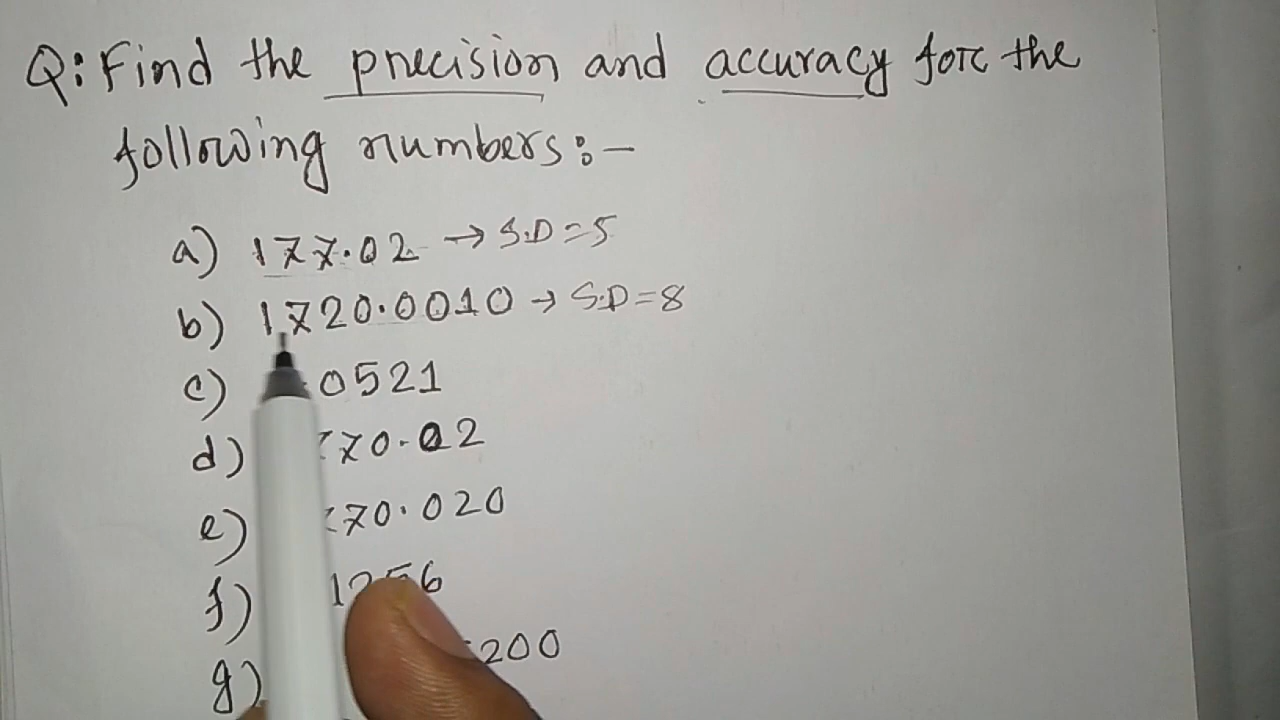 Q: Find the precision and accuracy for the
following numbers:-
a) 177.02 → S.D = 5
b) 1720.0010 → S.D = 8
c) .0521
d) 70.02
e) 70.020
f)
g) 200